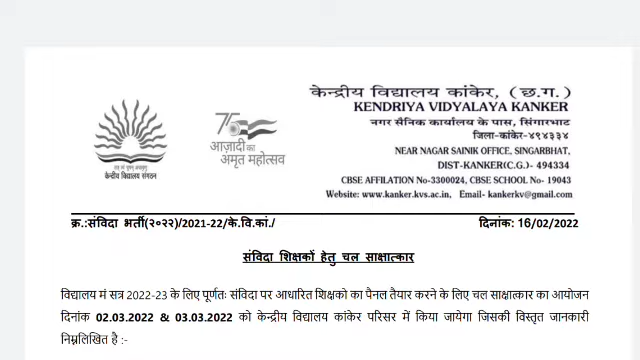 केन्द्रीय विद्यालय कांकेर, (छ.ग.)
KENDRIYA VIDYALAYA KANKER
नगर सैनिक कार्यालय के पास, सिंगारभाट
जिला-कांकेर-४९४३३४
NEAR NAGAR SAINIK OFFICE, SINGARBHAT,
DIST-KANKER(C.G.)- 494334
CBSE AFFILATION No-3300024, CBSE SCHOOL No- 19043
Website: www.kanker.kvs.ac.in, Email- kankerkv@gmail.com
केन्द्रीय विद्यालय संगठन
75
आज़ादी का
अमृत महोत्सव
क्र.:संविदा भर्ती(२०२२)/2021-22/के.वि.कां./ दिनांक: 16/02/2022
संविदा शिक्षकों हेतु चल साक्षात्कार
विद्यालय में सत्र 2022-23 के लिए पूर्णतः संविदा पर आधारित शिक्षको का पैनल तैयार करने के लिए चल साक्षात्कार का आयोजन
दिनांक 02.03.2022 & 03.03.2022 को केन्द्रीय विद्यालय कांकेर परिसर में किया जायेगा जिसकी विस्तृत जानकारी
निम्नलिखित है :-